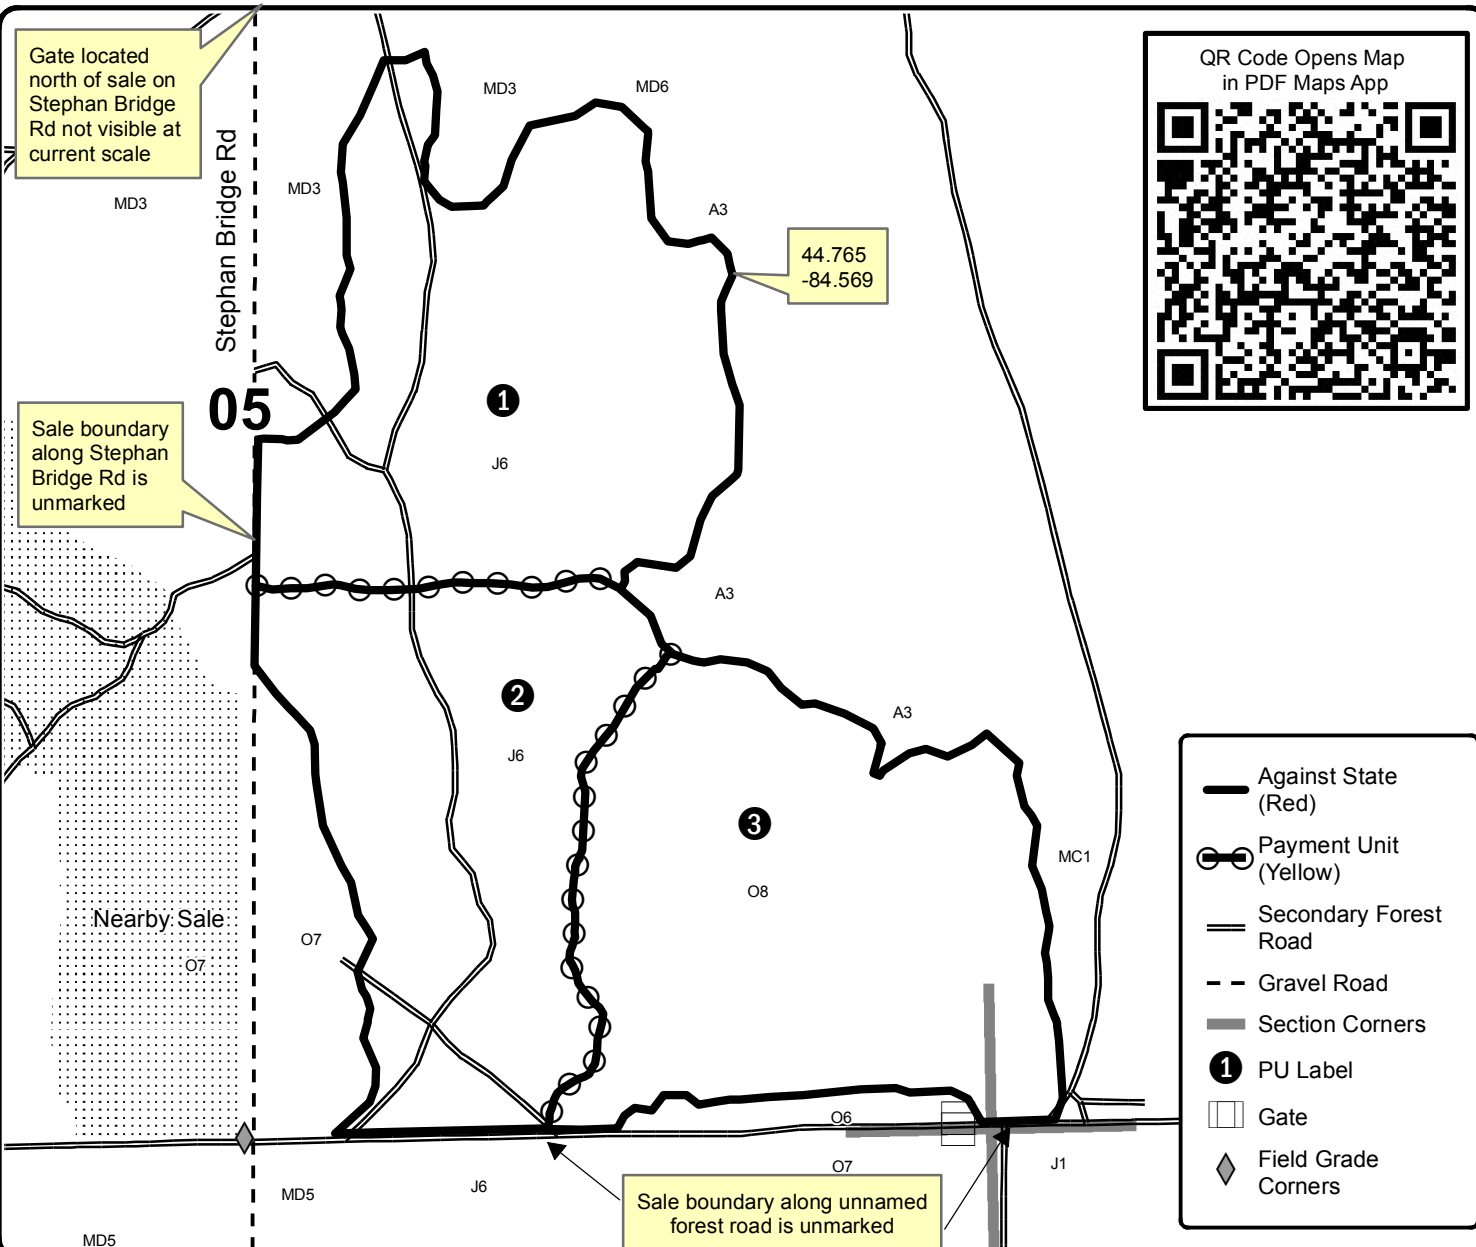 Gate located
north of sale on
Stephan Bridge
Rd not visible at
current scale
MD3
Stephan Bridge Rd
MD3
MD3
MD6
A3
44.765
-84.569
QR Code Opens Map
in PDF Maps App
05
1
J6
Sale boundary
along Stephan
Bridge Rd is
unmarked
A3
2
J6
A3
3
O8
MC1
Nearby Sale
O7
O7
O6
O7
J1
J6
MD5
MD5
Sale boundary along unnamed
forest road is unmarked
Against State
(Red)
Payment Unit
(Yellow)
Secondary Forest
Road
Gravel Road
Section Corners
1 PU Label
Gate
Field Grade
Corners